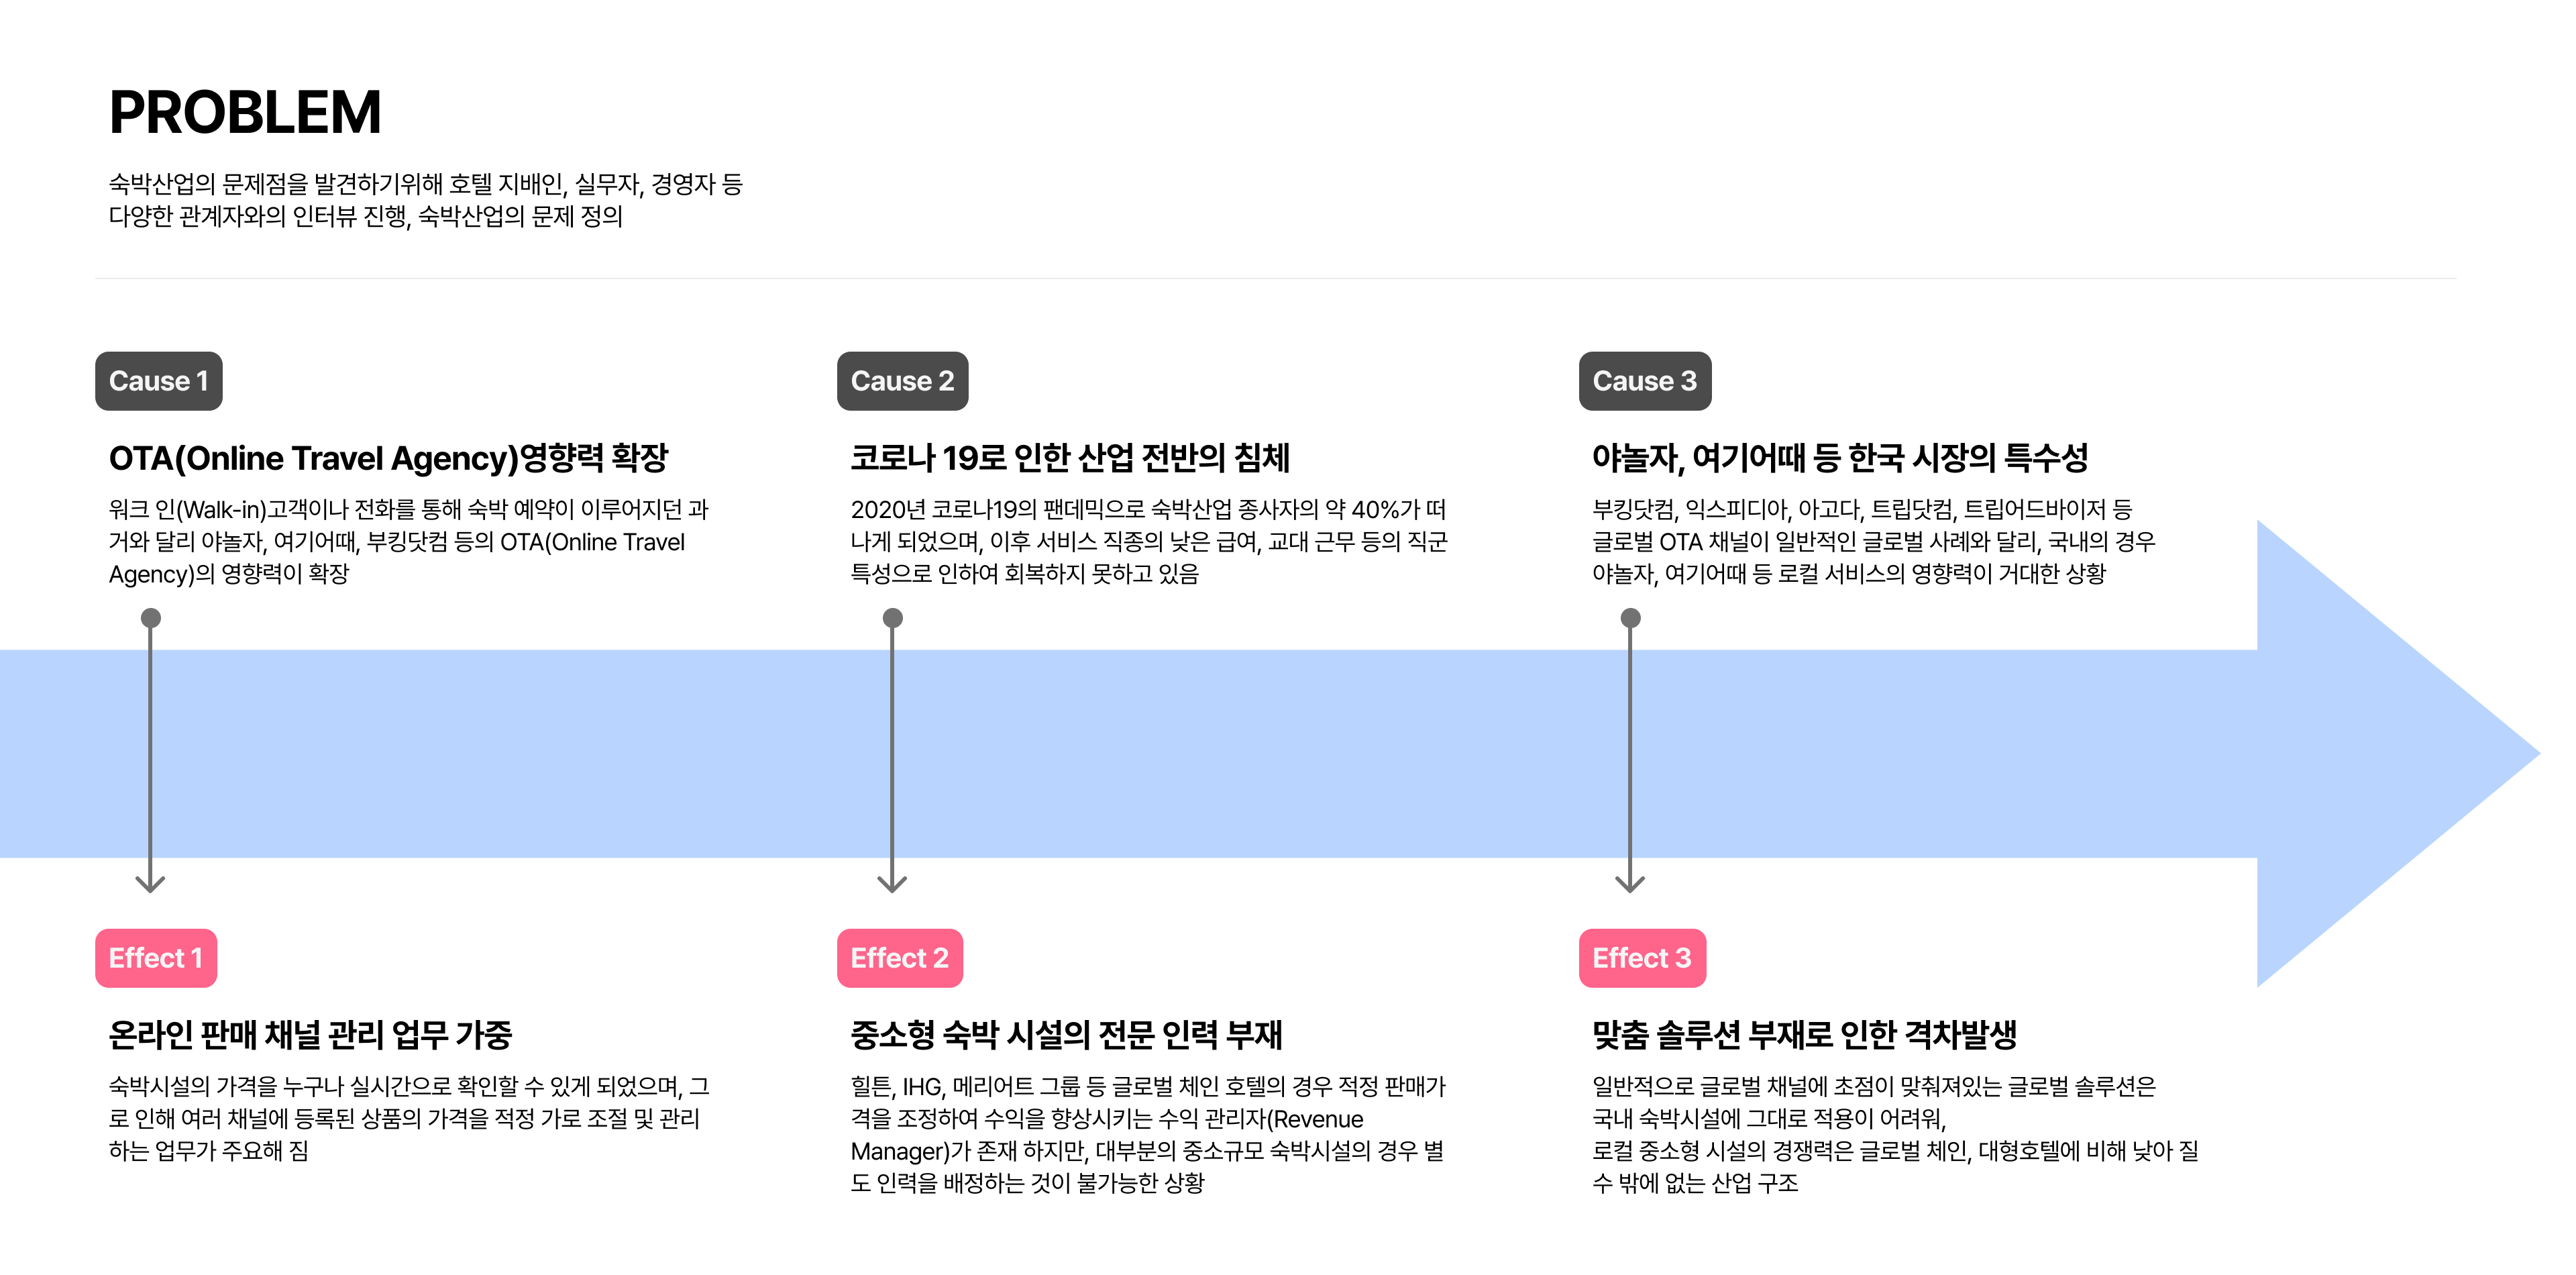 PROBLEM
숙박산업의 문제점을 발견하기위해 호텔 지배인, 실무자, 경영자 등
다양한 관계자와의 인터뷰 진행, 숙박산업의 문제 정의
Cause 1
OTA(Online Travel Agency)영향력 확장
워크 인(Walk-in)고객이나 전화를 통해 숙박 예약이 이루어지던 과
거와 달리 야놀자, 여기어때, 부킹닷컴 등의 OTA(Online Travel
Agency)의 영향력이 확장
Cause 2
코로나 19로 인한 산업 전반의 침체
2020년 코로나19의 팬데믹으로 숙박산업 종사자의 약 40%가 떠
나게 되었으며, 이후 서비스 직종의 낮은 급여, 교대 근무 등의 직군
특성으로 인하여 회복하지 못하고 있음
Cause 3
야놀자, 여기어때 등 한국 시장의 특수성
부킹닷컴, 익스피디아, 아고다, 트립닷컴, 트립어드바이저 등
글로벌 OTA 채널이 일반적인 글로벌 사례와 달리, 국내의 경우
야놀자, 여기어때 등 로컬 서비스의 영향력이 거대한 상황
Effect 1
온라인 판매 채널 관리 업무 가중
숙박시설의 가격을 누구나 실시간으로 확인할 수 있게 되었으며, 그
로 인해 여러 채널에 등록된 상품의 가격을 적정 가로 조절 및 관리
하는 업무가 주요해 짐
Effect 2
중소형 숙박 시설의 전문 인력 부재
힐튼, IHG, 메리어트 그룹 등 글로벌 체인 호텔의 경우 적정 판매가
격을 조정하여 수익을 향상시키는 수익 관리자(Revenue
Manager)가 존재 하지만, 대부분의 중소규모 숙박시설의 경우 별
도 인력을 배정하는 것이 불가능한 상황
Effect 3
맞춤 솔루션 부재로 인한 격차발생
일반적으로 글로벌 채널에 초점이 맞춰져있는 글로벌 솔루션은
국내 숙박시설에 그대로 적용이 어려워,
로컬 중소형 시설의 경쟁력은 글로벌 체인, 대형호텔에 비해 낮아 질
수 밖에 없는 산업 구조